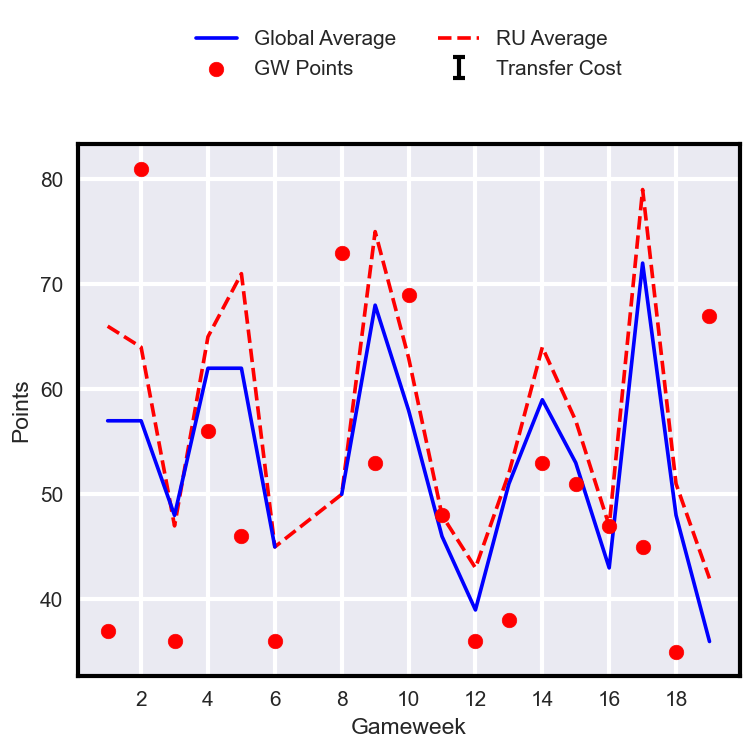 Global Average RU Average
GW Points Transfer Cost
80
70
60
50
40
Points
2 4 6 8 10 12 14 16 18
Gameweek